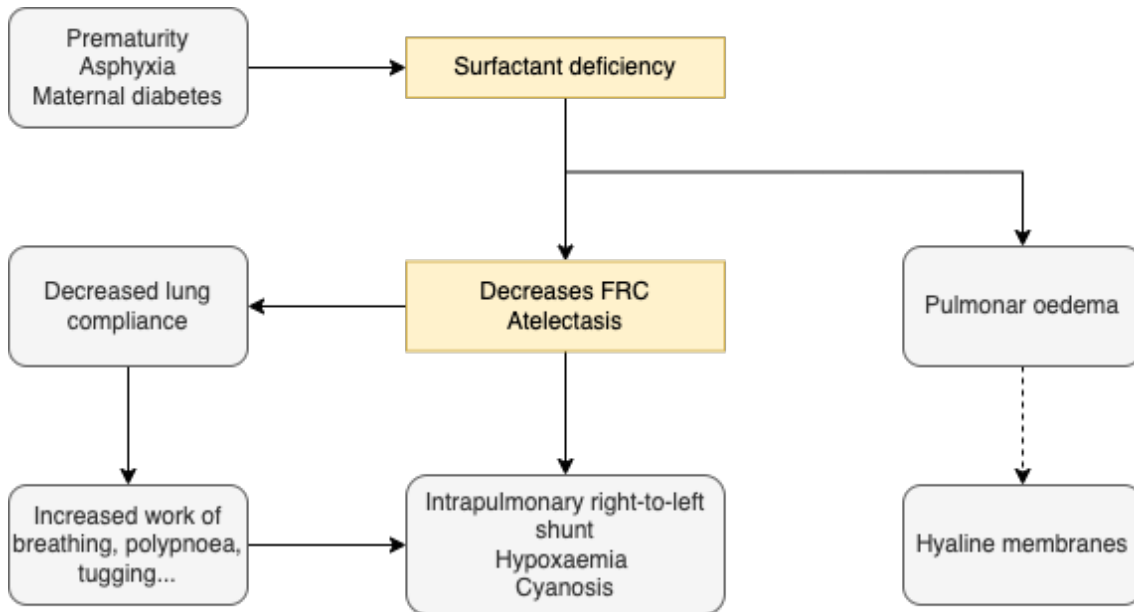 Prematurity
Asphyxia
Maternal diabetes
Surfactant deficiency
Decreased lung
compliance
Decreases FRC
Atelectasis
Pulmonar oedema
Increased work of
breathing, polypnoea,
tugging...
Intrapulmonary right-to-left
shunt
Hypoxaemia
Cyanosis
Hyaline membranes